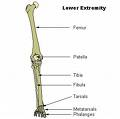 Lower Extremity
Femur
Patella
Tibia
Fibula
Tarsals
Metatarsals
Phalanges